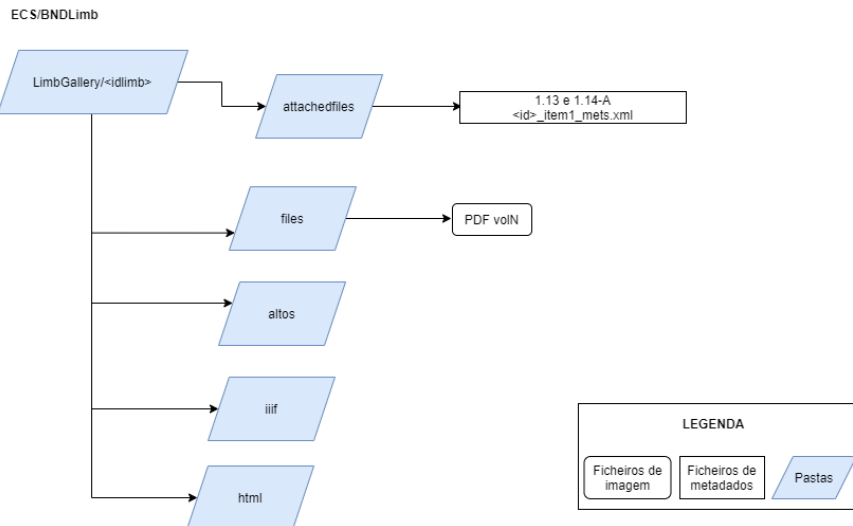 ECS/BNDLimb
LimbGallery/<idlimb>
attachedfiles
1.13 e 1.14-A
<id>_item1_mets.xml
files
PDF volN
altos
iiif
html
LEGENDA
Ficheiros de
imagem
Ficheiros de
metadados
Pastas